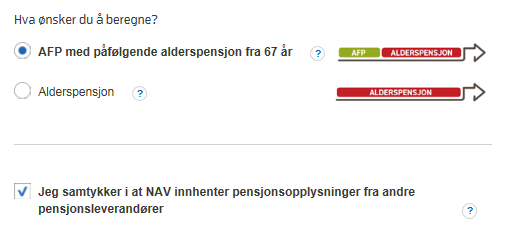 Hva ønsker du å beregne?
AFP med påfølgende alderspensjon fra 67 år ? AFP ALDERSPENSJON
Alderspensjon ? ALDERSPENSJON
Jeg samtykker i at NAV innhenter pensjonsopplysninger fra andre
pensjonsleverandører ?